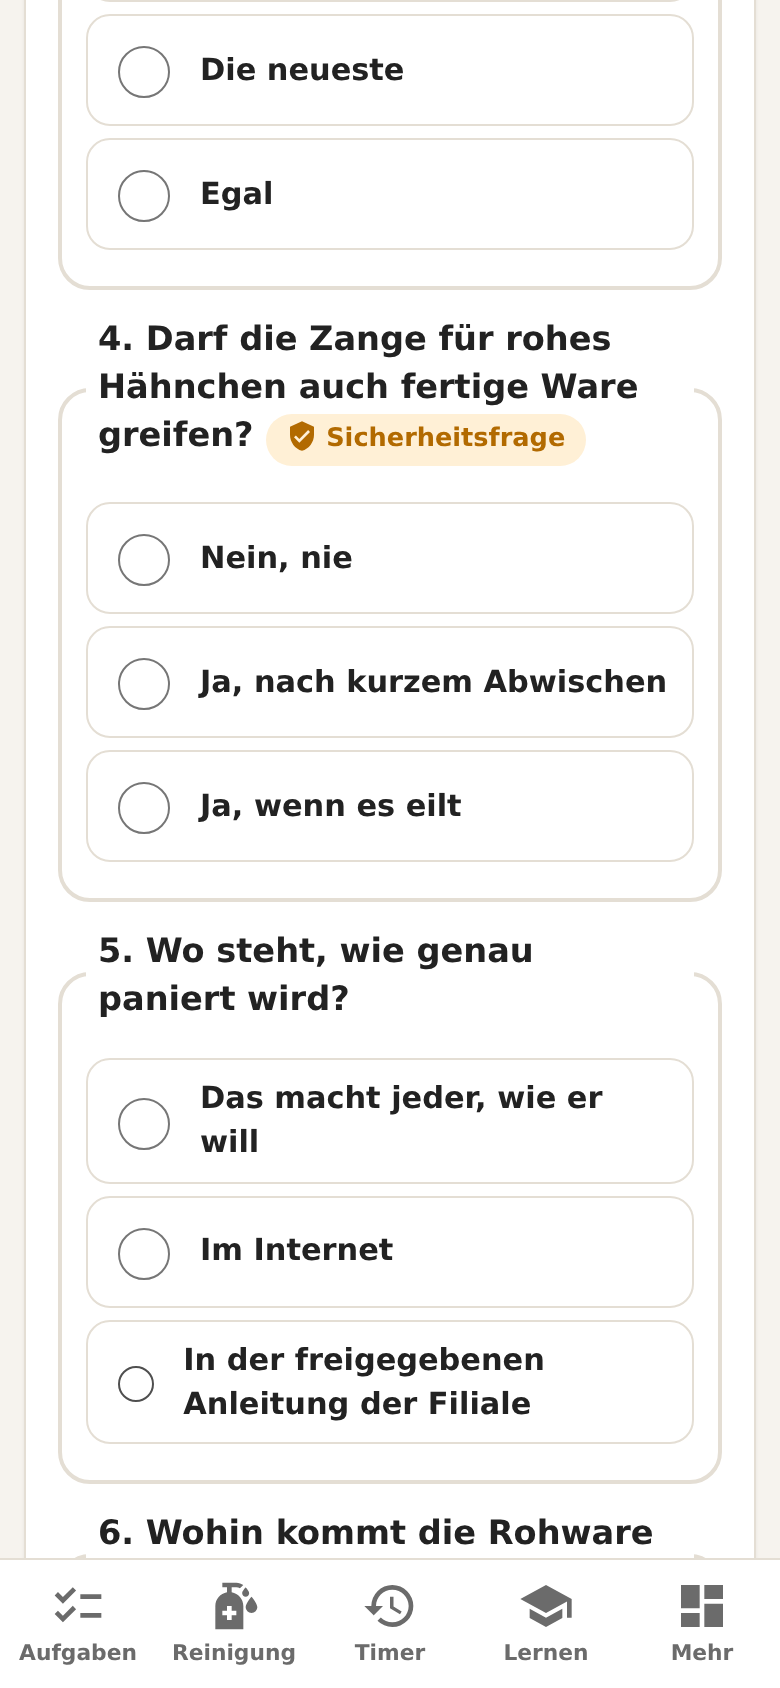 Die neueste
Egal
4. Darf die Zange für rohes
Hähnchen auch fertige Ware
greifen? Sicherheitsfrage
Nein, nie
Ja, nach kurzem Abwischen
Ja, wenn es eilt
5. Wo steht, wie genau
paniert wird?
Das macht jeder, wie er
will
Im Internet
In der freigegebenen
Anleitung der Filiale
6. Wohin kommt die Rohware
Aufgaben Reinigung Timer Lernen Mehr